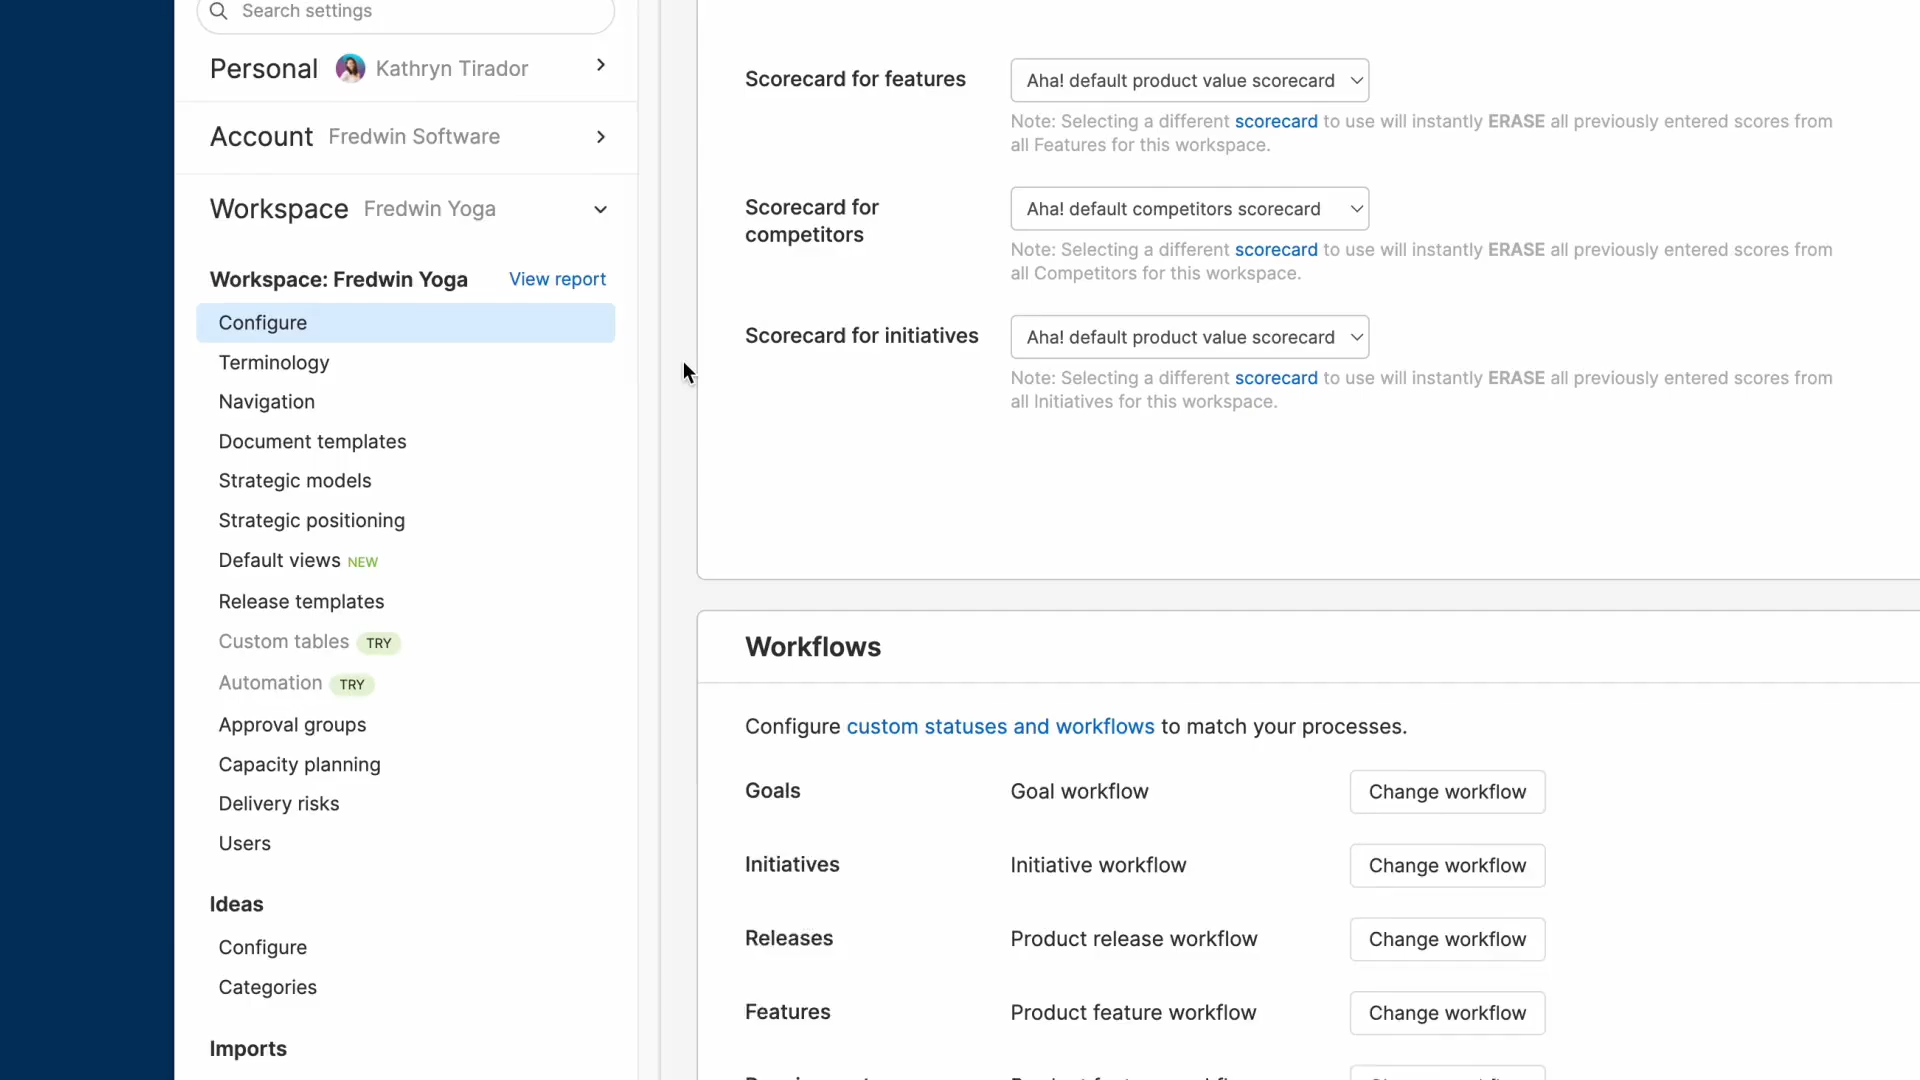 Search settings
Personal Kathryn Tirador
Account Fredwin Software
Workspace Fredwin Yoga
Workspace: Fredwin Yoga View report
Configure
Terminology
Navigation
Document templates
Strategic models
Strategic positioning
Default views NEW
Release templates
Custom tables TRY
Automation TRY
Approval groups
Capacity planning
Delivery risks
Users
Ideas
Configure
Categories
Imports
Scorecard for features Aha! default product value scorecard
Note: Selecting a different scorecard to use will instantly ERASE all previously entered scores from
all Features for this workspace.
Scorecard for
competitors
Aha! default competitors scorecard
Note: Selecting a different scorecard to use will instantly ERASE all previously entered scores from
all Competitors for this workspace.
Scorecard for initiatives Aha! default product value scorecard
Note: Selecting a different scorecard to use will instantly ERASE all previously entered scores from
all Initiatives for this workspace.
Workflows
Configure custom statuses and workflows to match your processes.
Goals Goal workflow Change workflow
Initiatives Initiative workflow Change workflow
Releases Product release workflow Change workflow
Features Product feature workflow Change workflow